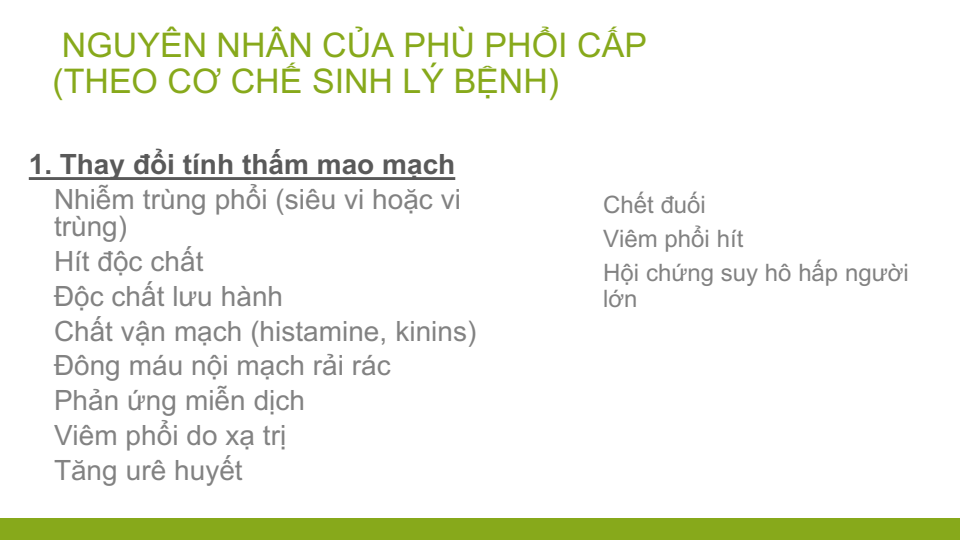 NGUYÊN NHÂN CỦA PHÙ PHỔI CẤP
(THEO CƠ CHẾ SINH LÝ BỆNH)
1. Thay đổi tính thấm mao mạch
Nhiễm trùng phổi (siêu vi hoặc vi
trùng)
Hít độc chất
Độc chất lưu hành
Chất vận mạch (histamine, kinins)
Đông máu nội mạch rải rác
Phản ứng miễn dịch
Viêm phổi do xạ trị
Tăng urê huyết
Chết đuối
Viêm phổi hít
Hội chứng suy hô hấp người
lớn